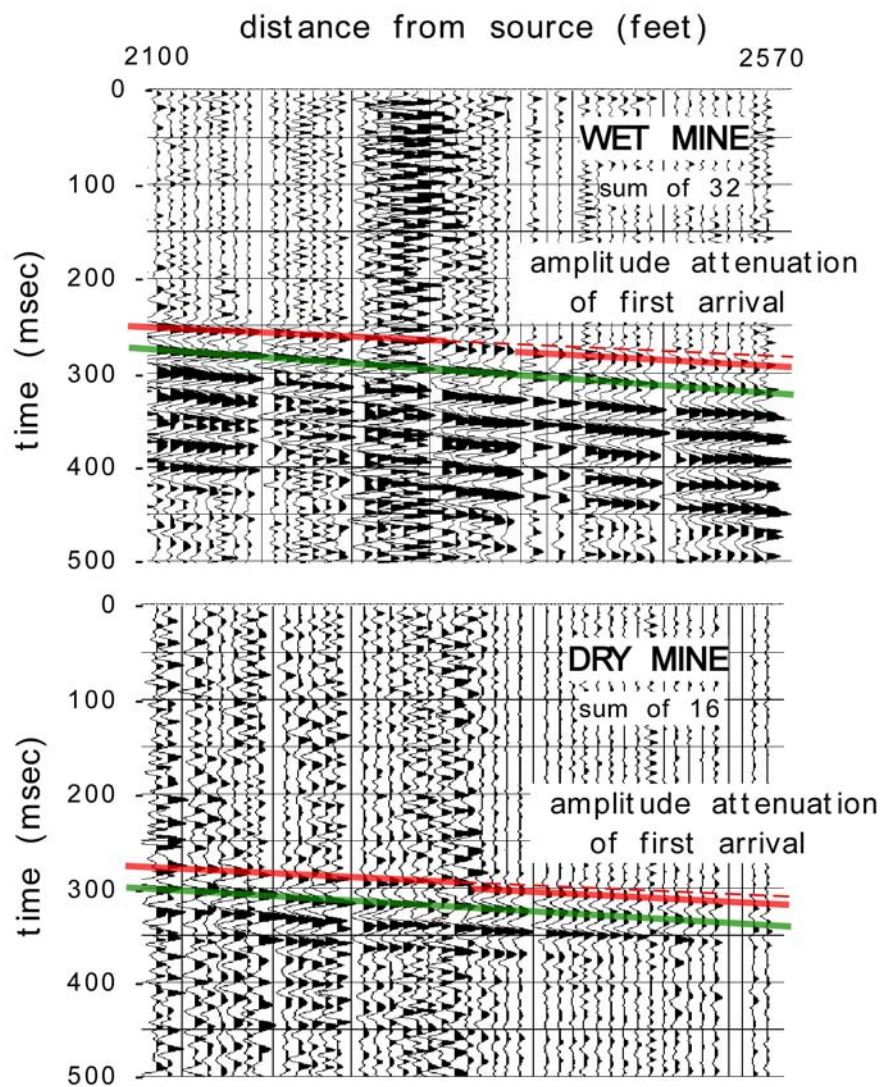 distance from source (feet)
2100 2570
0
WET MINE
sum of 32
100
200
amplitude attenuation
of first arrival
300
400
500
time (msec)
0
DRY MINE
sum of 16
100
200
amplitude attenuation
of first arrival
300
400
500
time (msec)